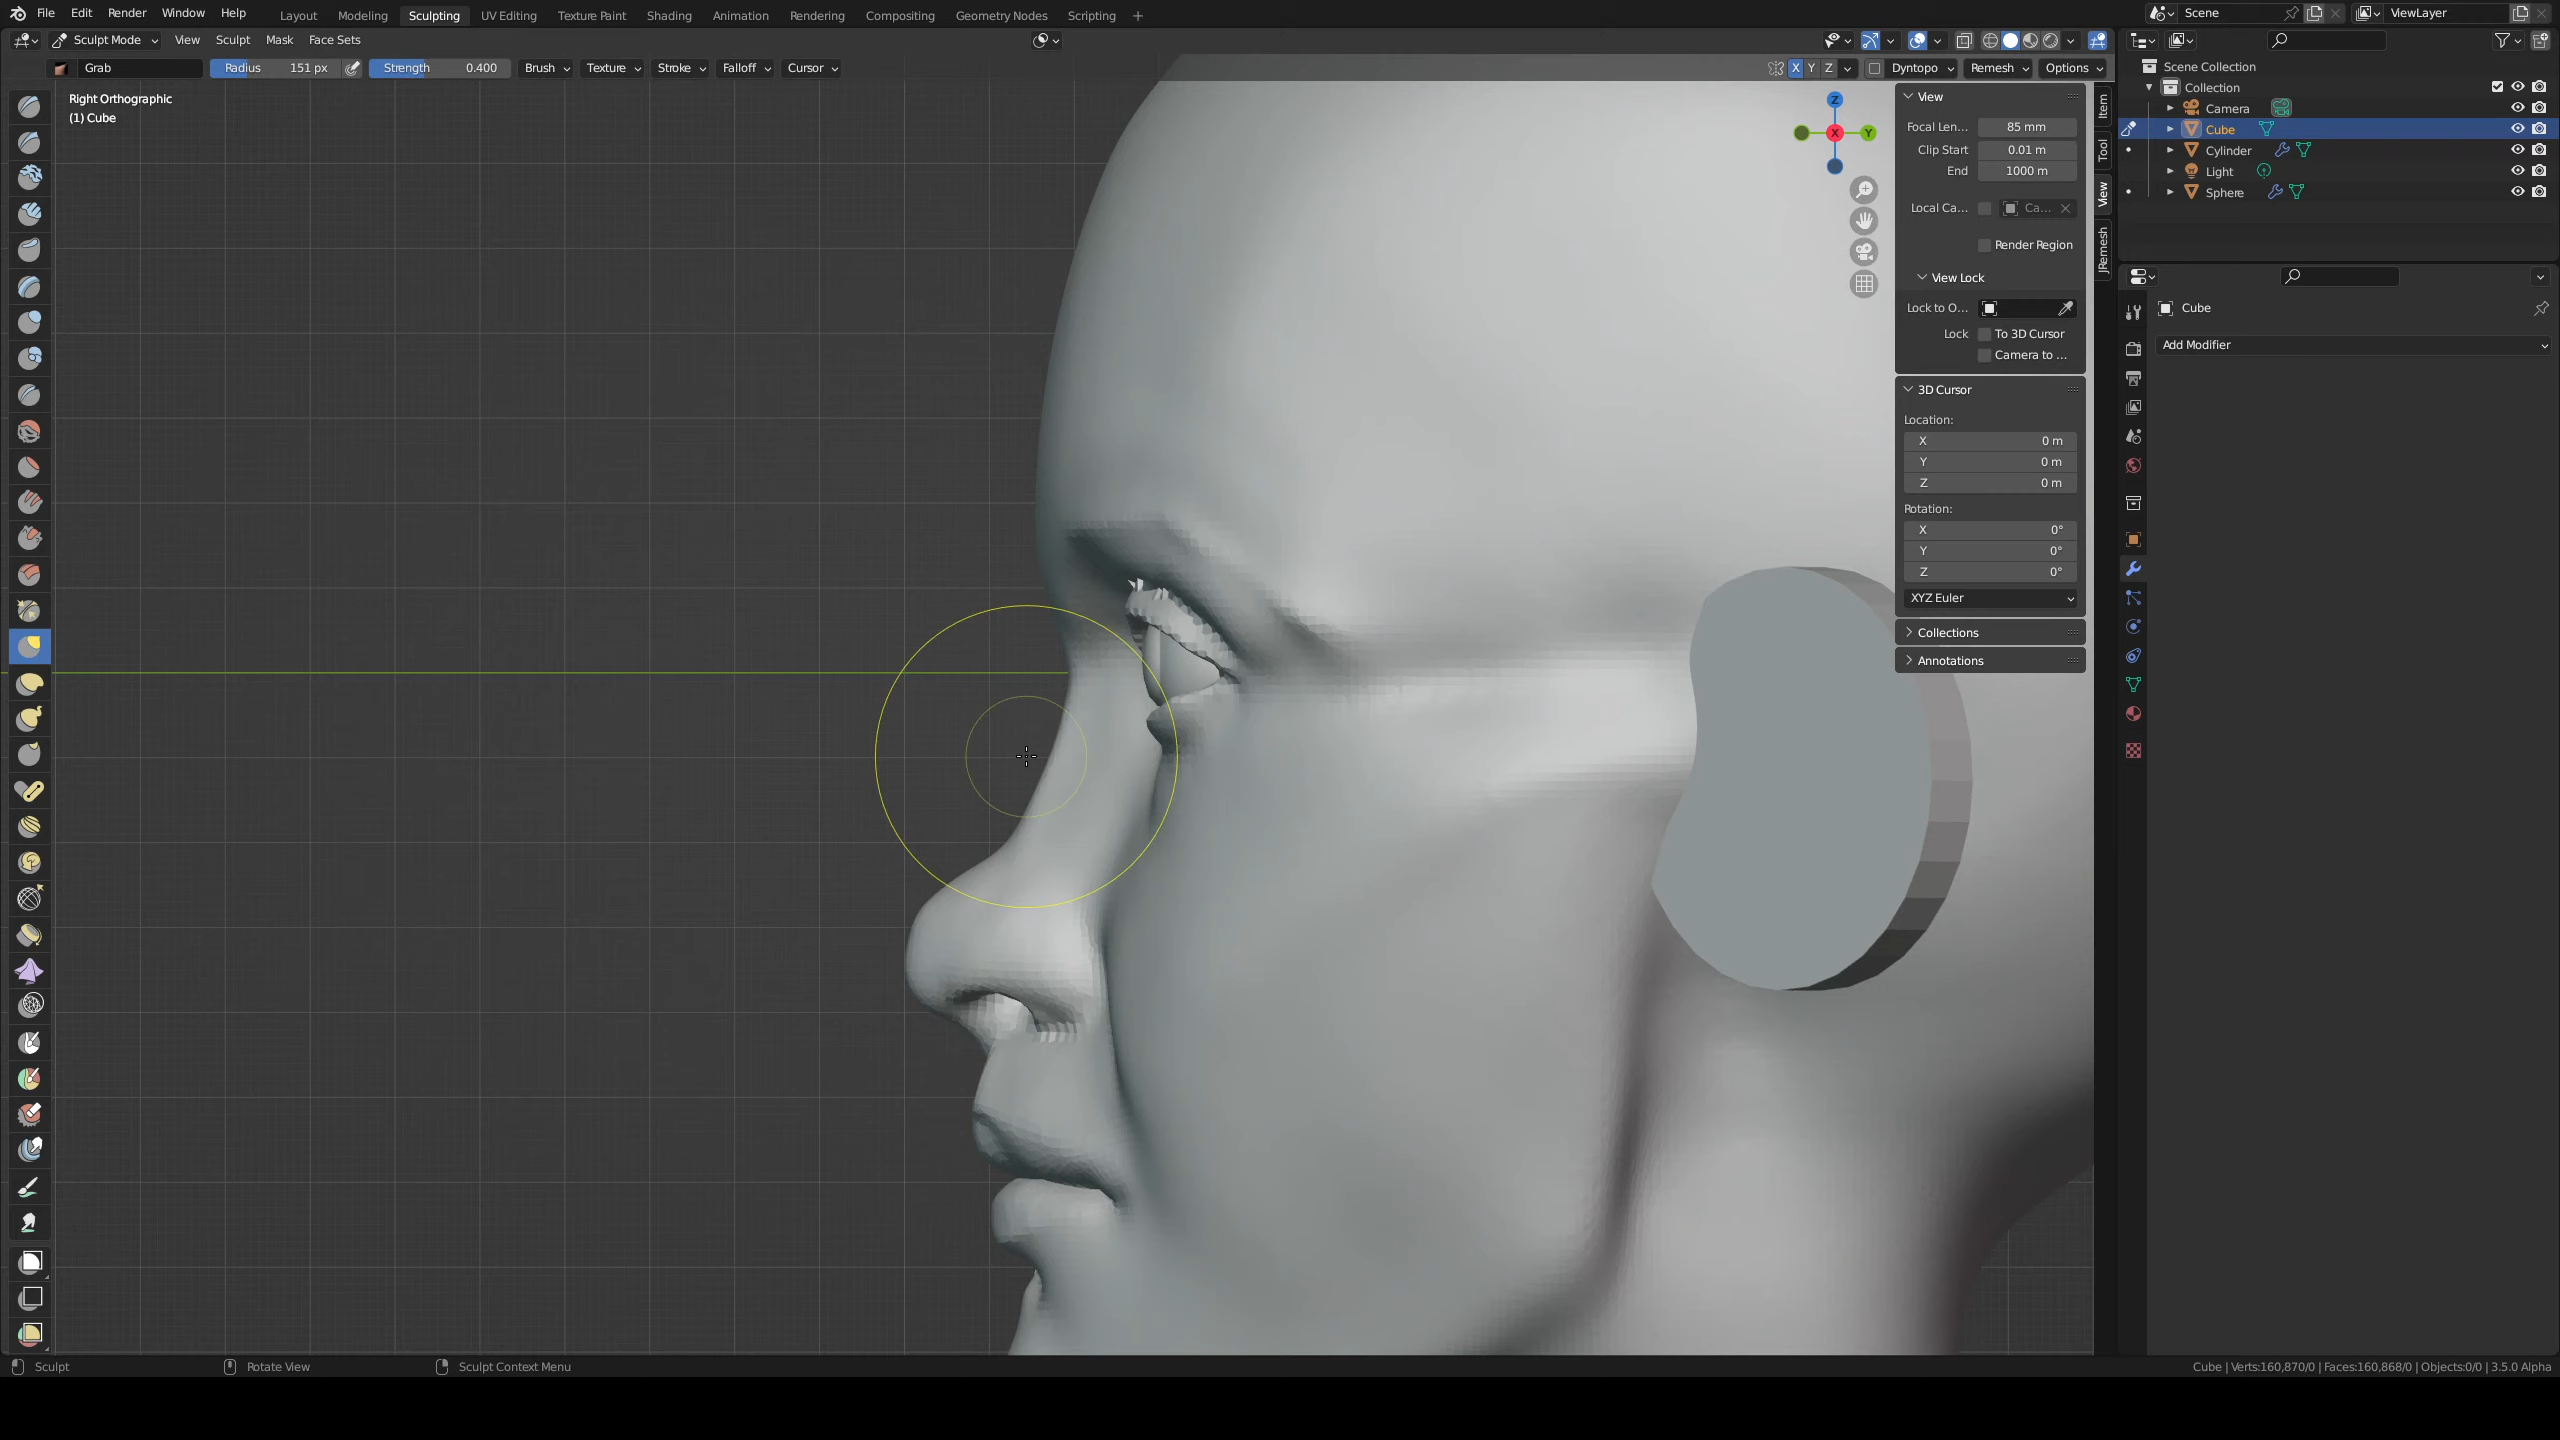 File Edit Render Window Help Layout Modeling Sculpting UV Editing Texture Paint Shading Animation Rendering Compositing Geometry Nodes Scripting + Scene ViewLayer
Sculpt Mode View Sculpt Mask Face Sets
Grab Radius 151 px Strength 0.400 Brush Texture Stroke Falloff Cursor X Y Z Dyntopo Remesh Options
Right Orthographic
(1) Cube
Z
Y
X
View
Focal Len... 85 mm
Clip Start 0.01 m
End 1000 m
Local Ca... Ca...
Render Region
View Lock
Lock to O...
Lock To 3D Cursor
Camera to ...
3D Cursor
Location:
X 0 m
Y 0 m
Z 0 m
Rotation:
X 0°
Y 0°
Z 0°
XYZ Euler
Collections
Annotations
Item
Tool
View
JRemesh
Scene Collection
Collection
Camera
Cube
Cylinder
Light
Sphere
Cube
Add Modifier
Sculpt Rotate View Sculpt Context Menu Cube | Verts:160,870/0 | Faces:160,868/0 | Objects:0/0 | 3.5.0 Alpha